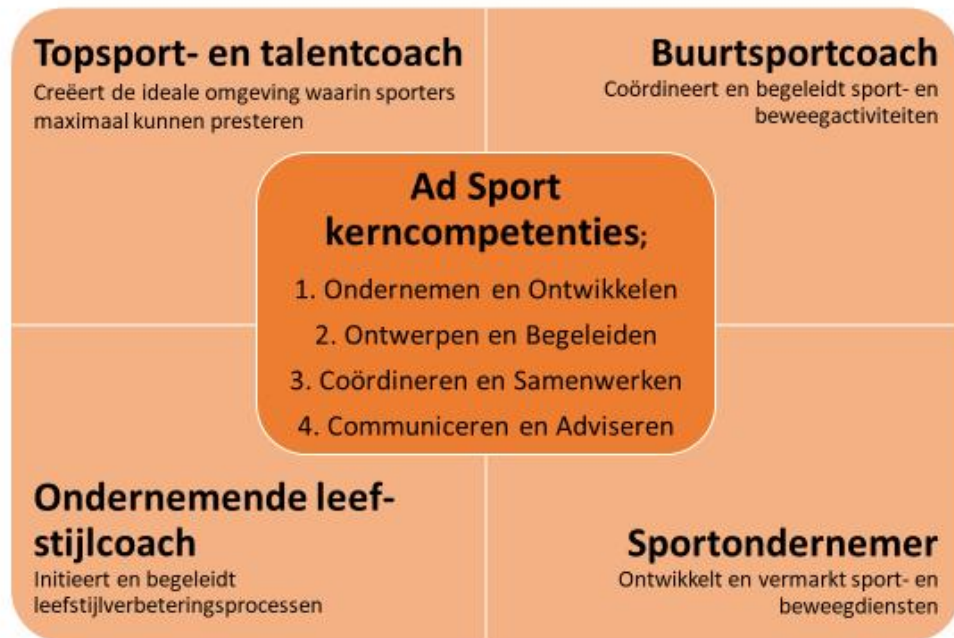 Topsport- en talentcoach
Creëert de ideale omgeving waarin sporters
maximaal kunnen presteren
Buurtsportcoach
Coördineert en begeleidt sport- en
beweegactiviteiten
Ad Sport
kerncompetenties;
1. Ondernemen en Ontwikkelen
2. Ontwerpen en Begeleiden
3. Coördineren en Samenwerken
4. Communiceren en Adviseren
Ondernemende leef-
stijlcoach
Initieert en begeleidt
leefstijlverbeteringsprocessen
Sportondernemer
Ontwikkelt en vermarkt sport- en
beweegdiensten